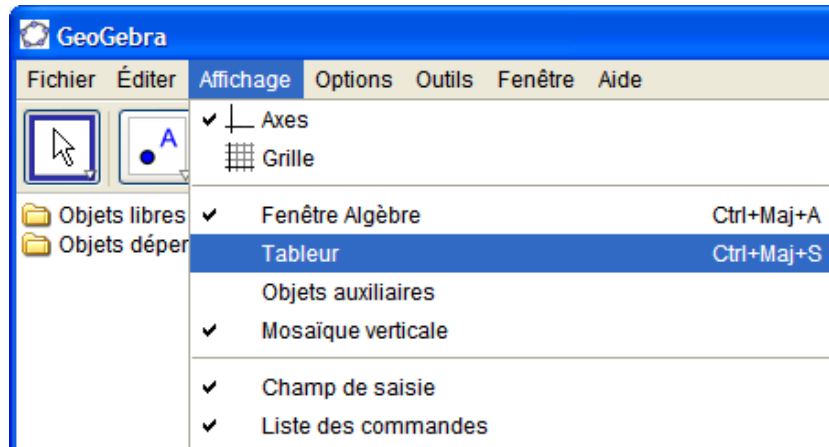 GeoGebra
Fichier Éditer Affichage Options Outils Fenêtre Aide
A
Axes
Grille
Objets libres
Objets déper
Fenêtre Algèbre Ctrl+Maj+A
Tableur Ctrl+Maj+S
Objets auxiliaires
Mosaïque verticale
Champ de saisie
Liste des commandes